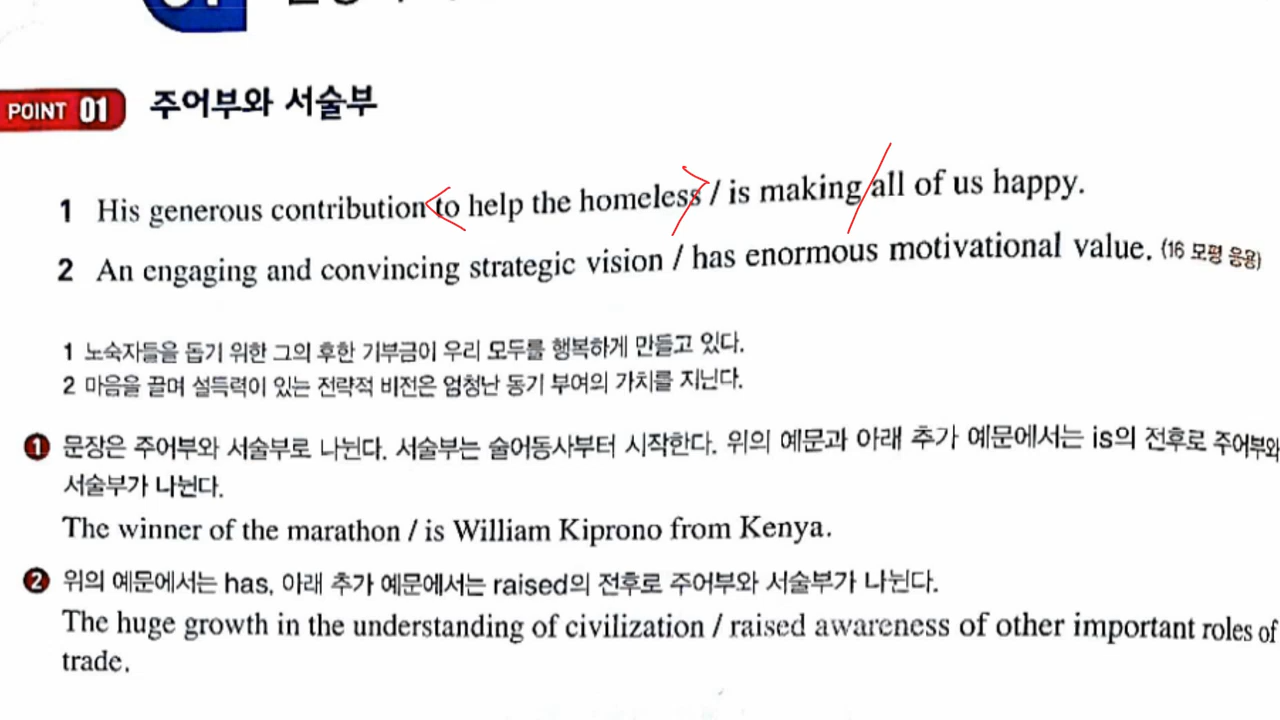 POINT 01 주어부와 서술부
1 His generous contribution to help the homeless / is making all of us happy.
2 An engaging and convincing strategic vision / has enormous motivational value. (16 모평 응용)
1 노숙자들을 돕기 위한 그의 후한 기부금이 우리 모두를 행복하게 만들고 있다.
2 마음을 끌며 설득력이 있는 전략적 비전은 엄청난 동기 부여의 가치를 지닌다.
1 문장은 주어부와 서술부로 나뉜다. 서술부는 술어동사부터 시작한다. 위의 예문과 아래 추가 예문에서는 is의 전후로 주어부와
서술부가 나뉜다.
The winner of the marathon / is William Kiprono from Kenya.
2 위의 예문에서는 has, 아래 추가 예문에서는 raised의 전후로 주어부와 서술부가 나뉜다.
The huge growth in the understanding of civilization / raised awareness of other important roles of
trade.